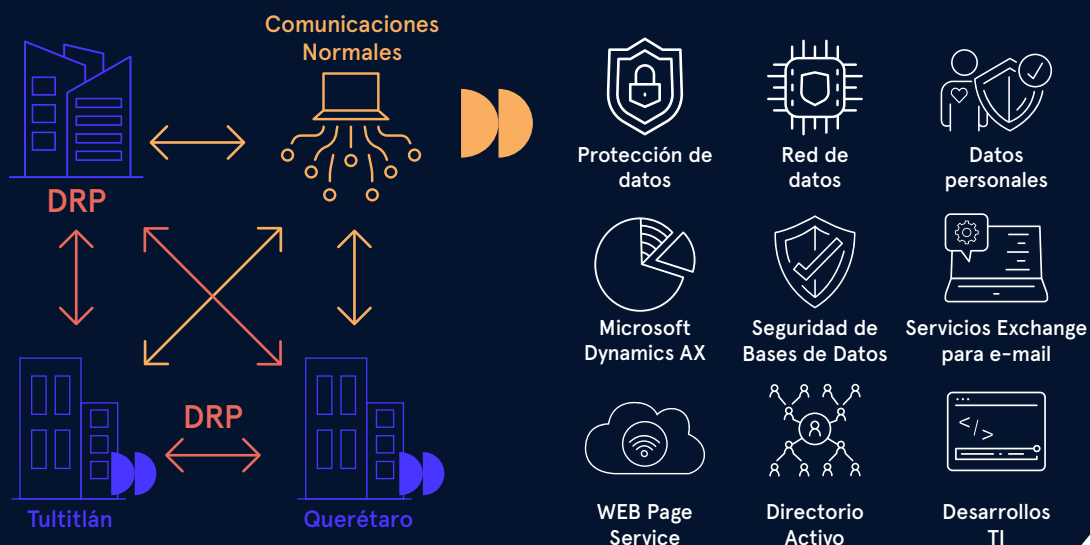 Comunicaciones
Normales
DRP
DRP
Tultitlán
Querétaro
Protección de
datos
Red de
datos
Datos
personales
Microsoft
Dynamics AX
Seguridad de
Bases de Datos
Servicios Exchange
para e-mail
WEB Page
Service
Directorio
Activo
</>
Desarrollos
TI